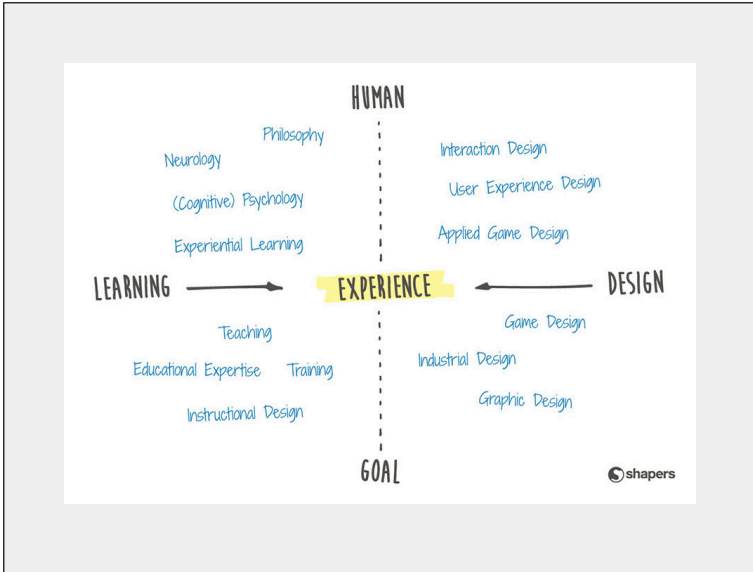 HUMAN
Philosophy
Neurology
Interaction Design
User Experience Design
(Cognitive) Psychology
Applied Game Design
Experiential Learning
LEARNING
EXPERIENCE
DESIGN
Game Design
Teaching
Industrial Design
Educational Expertise
Training
Graphic Design
Instructional Design
GOAL
shapers